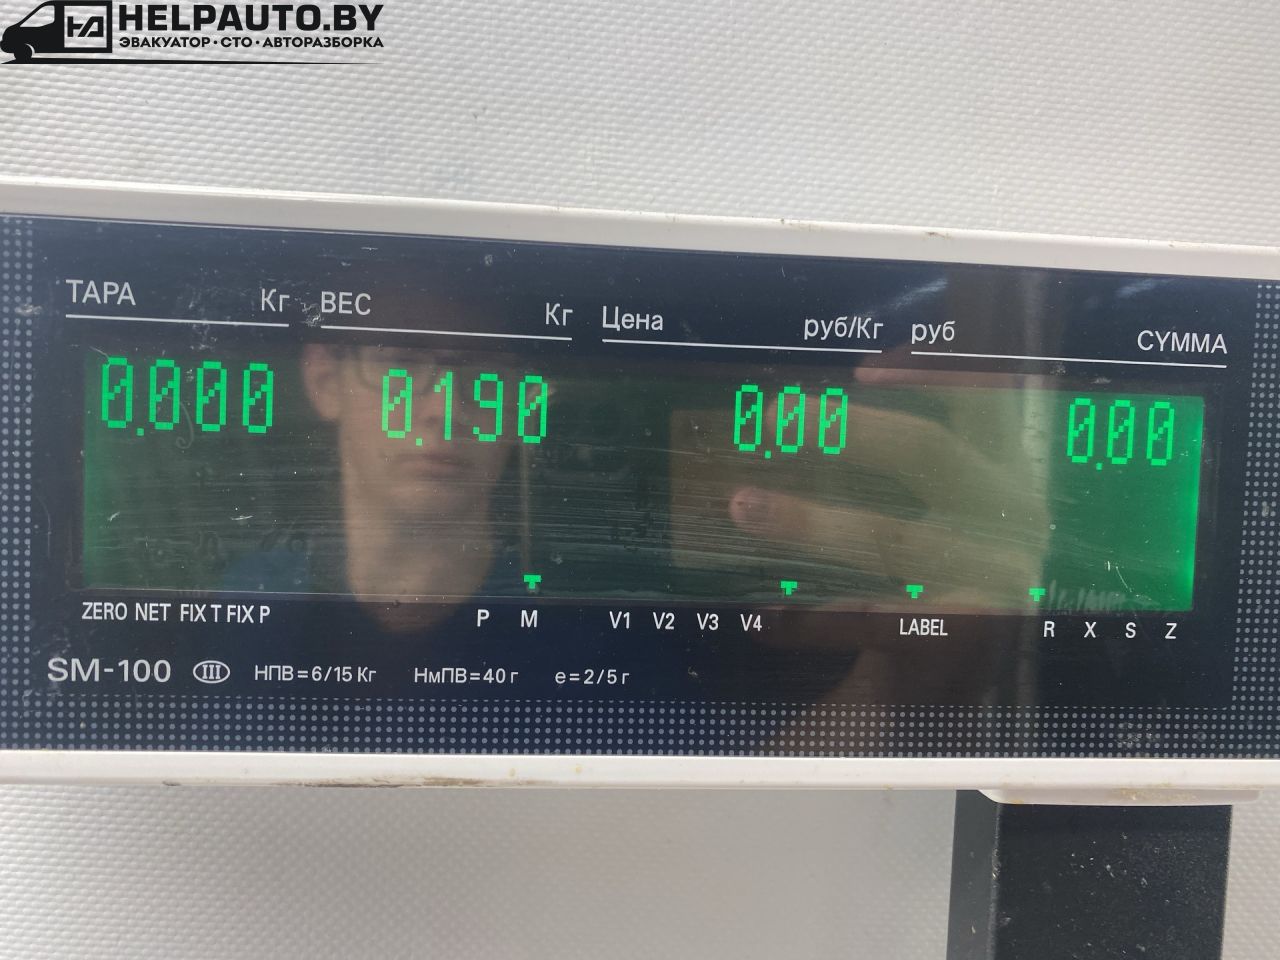 HELPAUTO.BY
ЭВАКУАТОР·СТО·АВТОРАЗБОРКА
ТАРА Кг ВЕС Кг Цена руб/Кг руб СУММА
0.000 0.190 0.00 0.00
ZERO NET FIX T FIX P P M V1 V2 V3 V4 LABEL R X S Z
SM-100 III НПВ=6/15 Кг НмПВ=40 г е=2/5 г